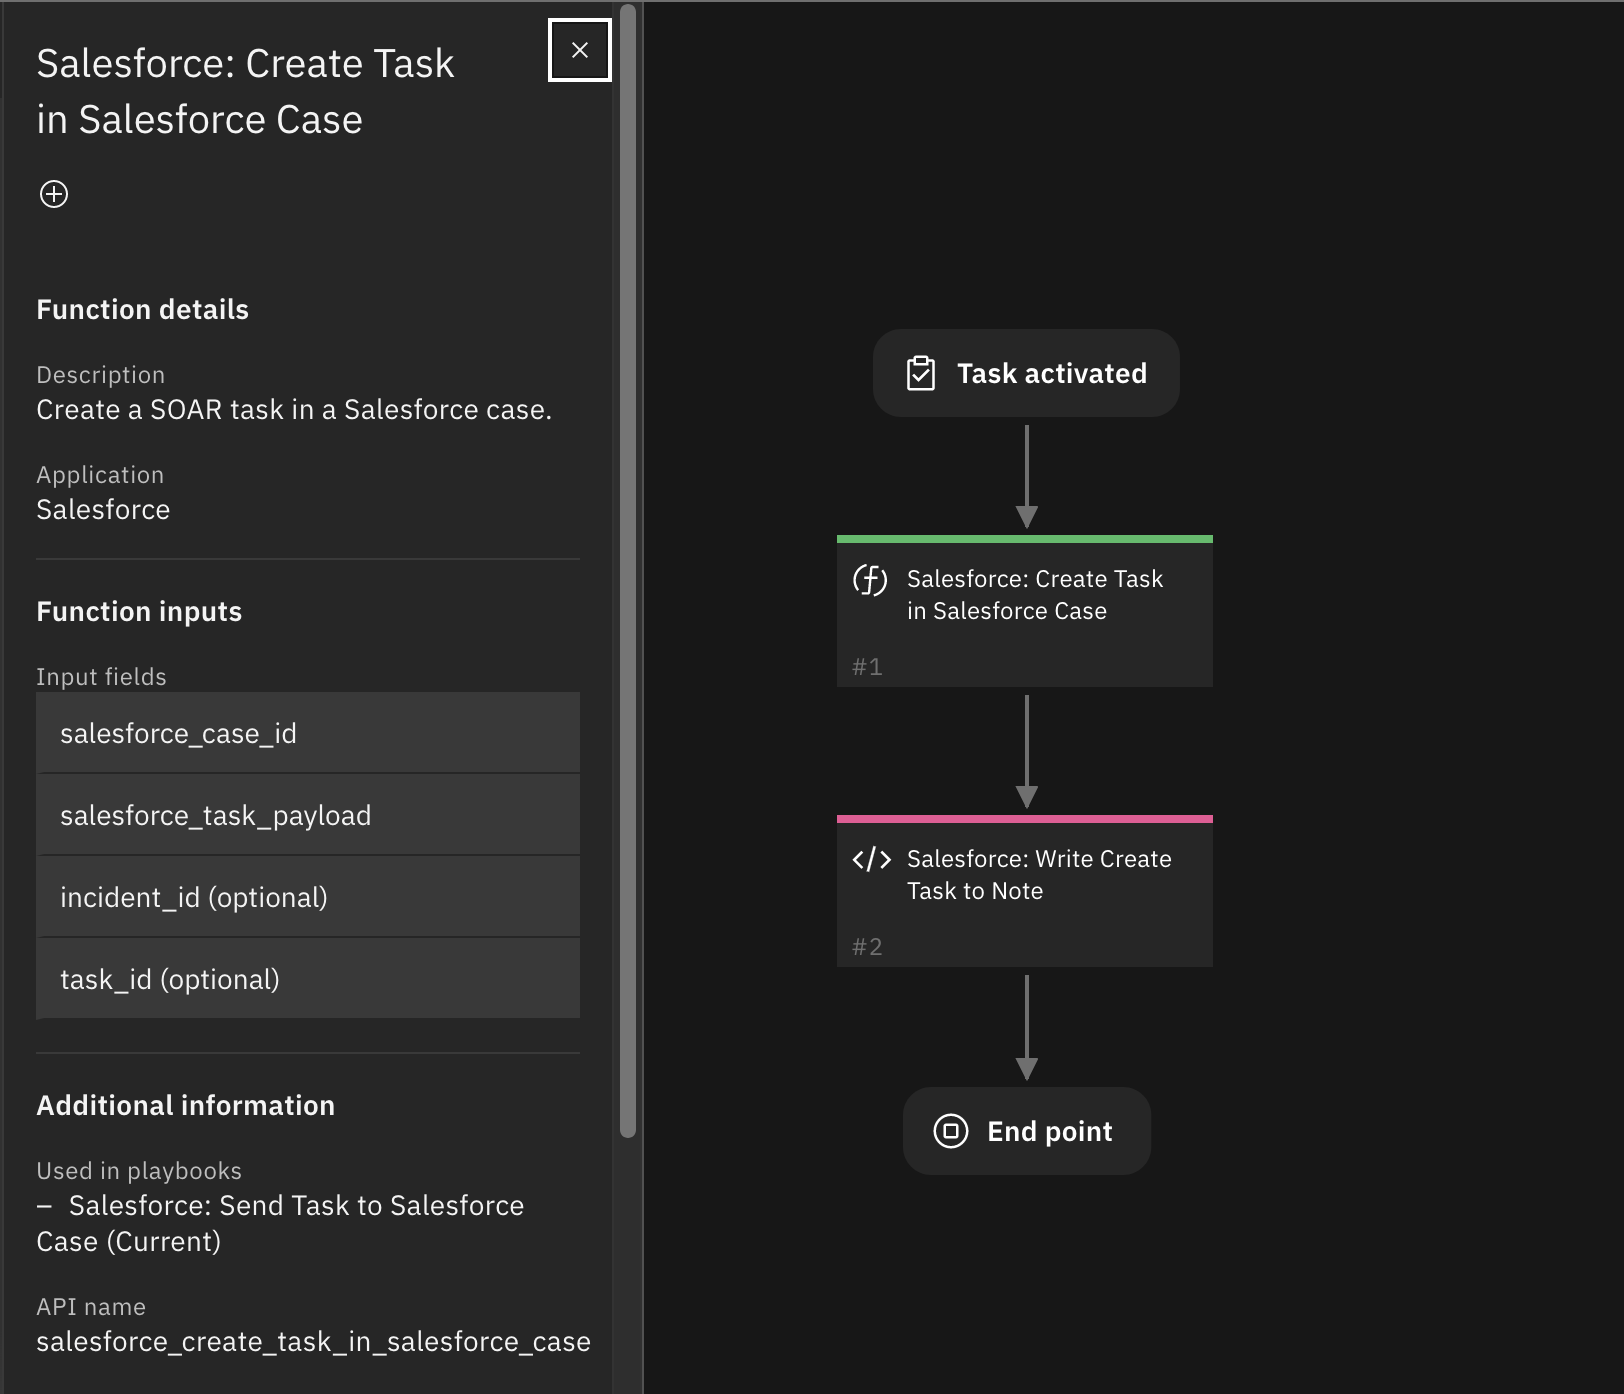 Salesforce: Create Task
in Salesforce Case
Function details
Description
Create a SOAR task in a Salesforce case.
Application
Salesforce
Function inputs
Input fields
salesforce_case_id
salesforce_task_payload
incident_id (optional)
task_id (optional)
Additional information
Used in playbooks
– Salesforce: Send Task to Salesforce
Case (Current)
API name
salesforce_create_task_in_salesforce_case
Task activated
Salesforce: Create Task
in Salesforce Case
#1
Salesforce: Write Create
Task to Note
#2
End point